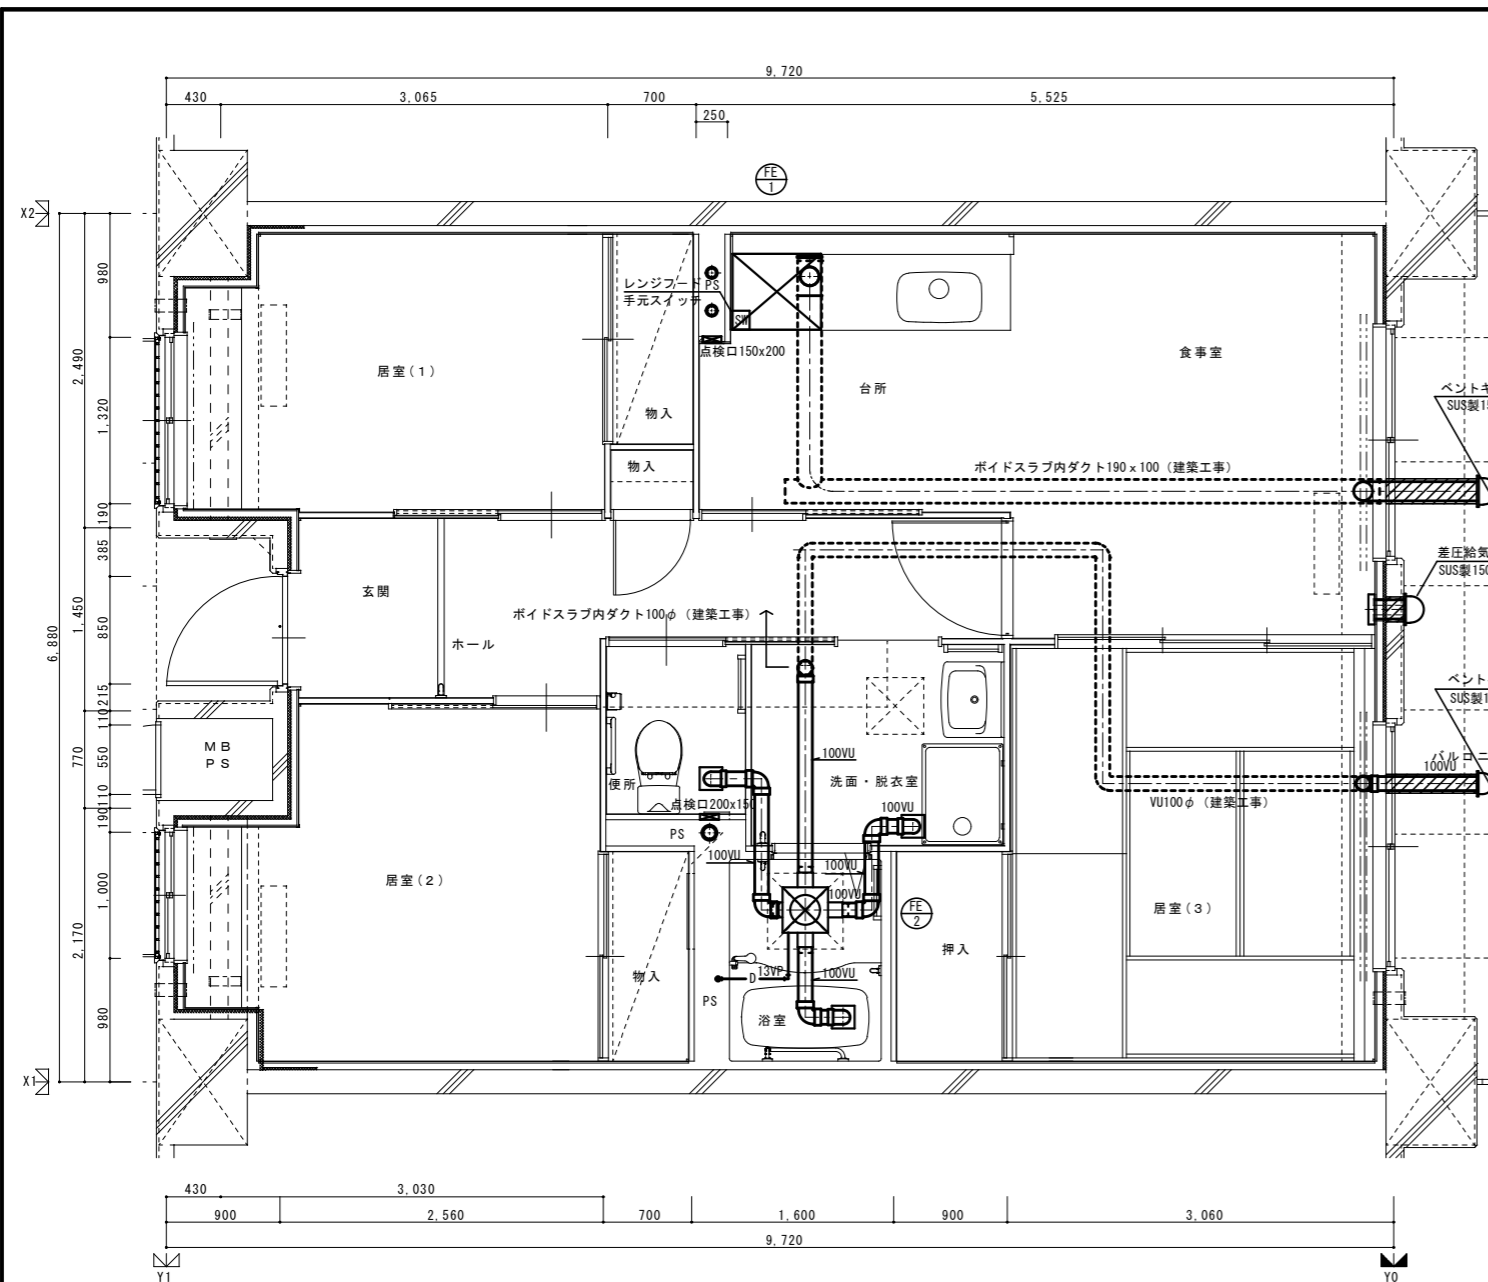 9,720
430
3,065
700
5,525
250
FE
1
X2
980
2,490
1,320
190
385
1,450
850
6,880
215
110
770
550
110
190
1,000
2,170
980
X1
レンジフード
手元スイッチ
PS
SW
点検口150x200
居室(1)
物入
物入
台所
食事室
ボイドスラブ内ダクト190x100 (建築工事)
玄関
ホール
ボイドスラブ内ダクト100φ (建築工事)
差圧給気
MB
PS
便所
点検口200x150
PS
100VU
洗面・脱衣室
100VU
100VU
VU100φ (建築工事)
100VU
100VU
100VU
居室(2)
FE
2
居室(3)
押入
物入
D
13VP
100VU
PS
浴室
430
3,030
900
2,560
700
1,600
900
3,060
9,720
Y1
Y0